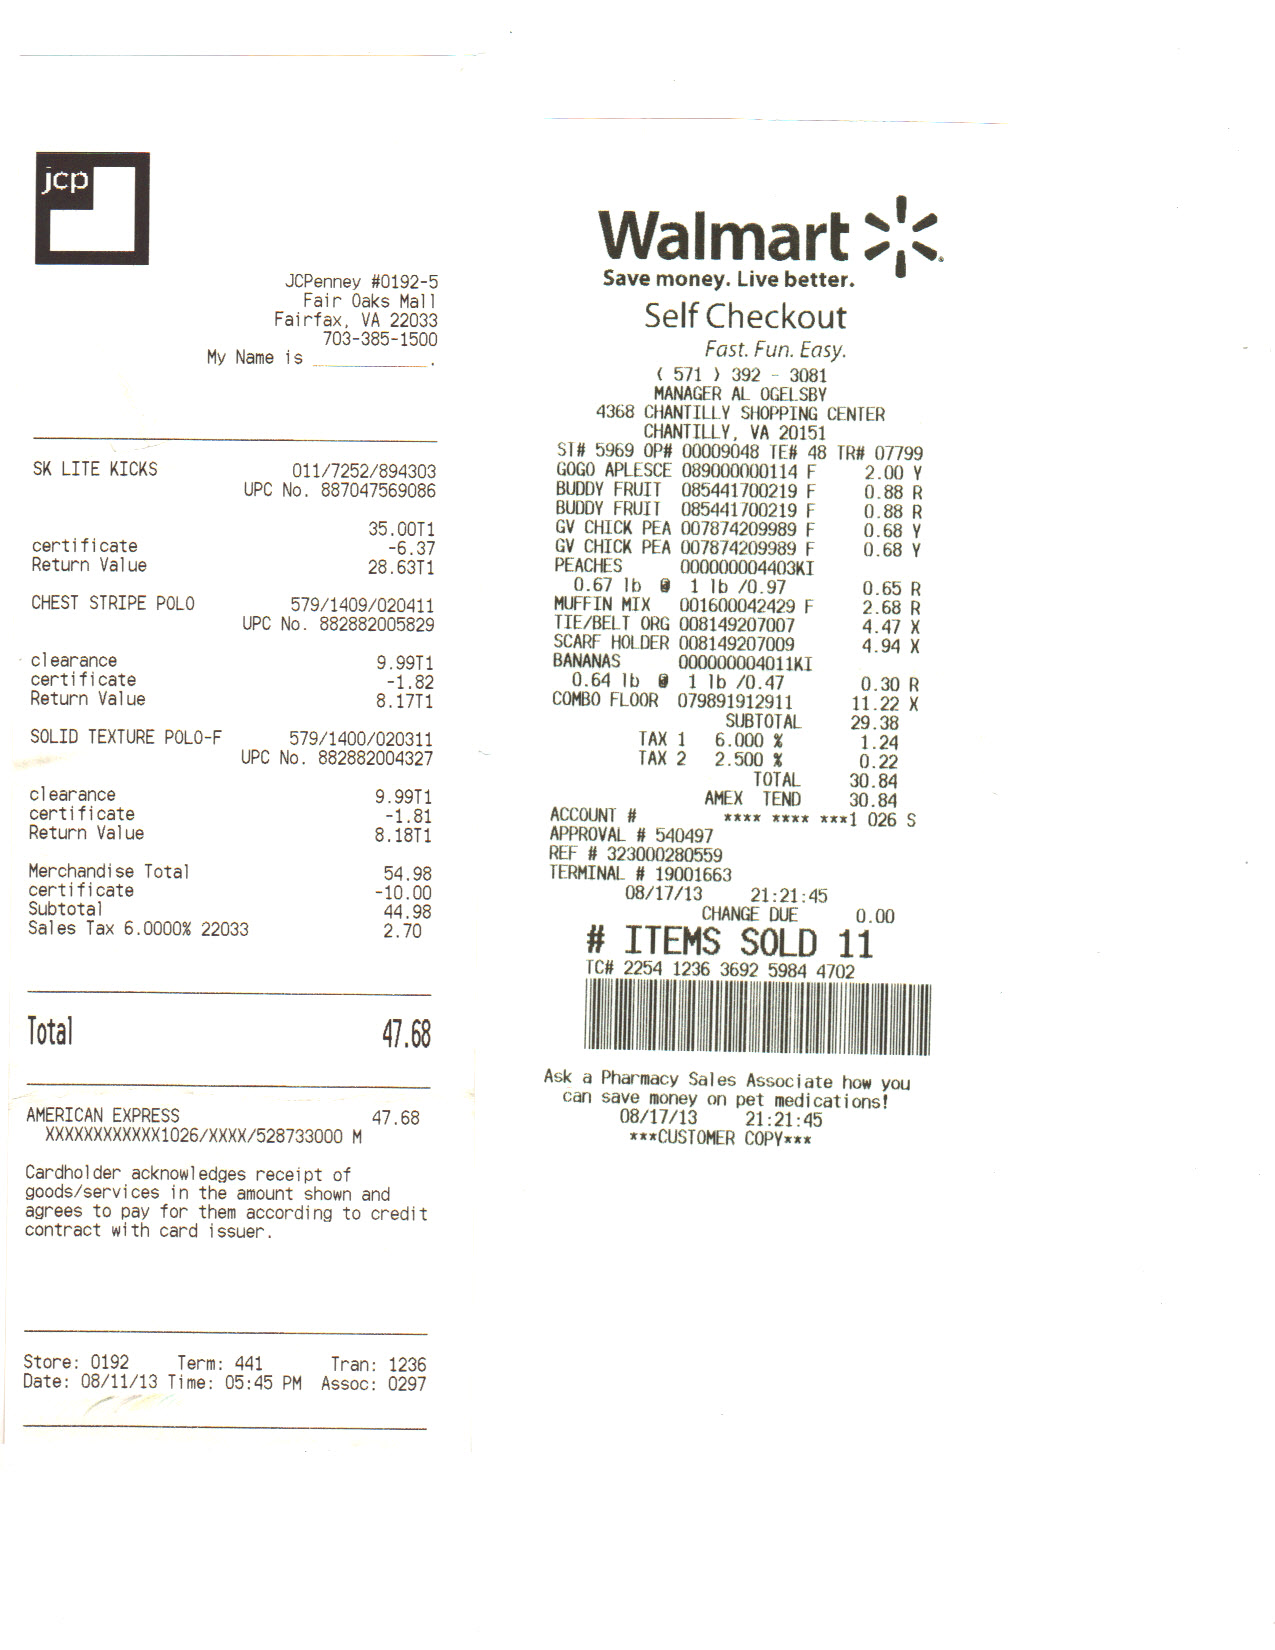 jcp
JCPenney #0192-5
Fair Oaks Mall
Fairfax, VA 22033
703-385-1500
My Name is ____________.
SK LITE KICKS 011/7252/894303
UPC No. 887047569086
35.00T1
certificate -6.37
Return Value 28.63T1
CHEST STRIPE POLO 579/1409/020411
UPC No. 882882005829
clearance 9.99T1
certificate -1.82
Return Value 8.17T1
SOLID TEXTURE POLO-F 579/1400/020311
UPC No. 882882004327
clearance 9.99T1
certificate -1.81
Return Value 8.18T1
Merchandise Total 54.98
certificate -10.00
Subtotal 44.98
Sales Tax 6.0000% 22033 2.70
Total 47.68
AMERICAN EXPRESS 47.68
XXXXXXXXXXXX1026/XXXX/528733000 M
Cardholder acknowledges receipt of
goods/services in the amount shown and
agrees to pay for them according to credit
contract with card issuer.
Store: 0192 Term: 441 Tran: 1236
Date: 08/11/13 Time: 05:45 PM Assoc: 0297
Walmart
Save money. Live better.
Self Checkout
Fast. Fun. Easy.
( 571 ) 392 - 3081
MANAGER AL OGELSBY
4368 CHANTILLY SHOPPING CENTER
CHANTILLY, VA 20151
ST# 5969 OP# 00009048 TE# 48 TR# 07799
GOGO APLESCE 089000000114 F 2.00 Y
BUDDY FRUIT 085441700219 F 0.88 R
BUDDY FRUIT 085441700219 F 0.88 R
GV CHICK PEA 007874209989 F 0.68 Y
GV CHICK PEA 007874209989 F 0.68 Y
PEACHES 000000004403KI
0.67 lb @ 1 lb /0.97 0.65 R
MUFFIN MIX 001600042429 F 2.68 R
TIE/BELT ORG 008149207007 4.47 X
SCARF HOLDER 008149207009 4.94 X
BANANAS 000000004011KI
0.64 lb @ 1 lb /0.47 0.30 R
COMBO FLOOR 079891912911 11.22 X
SUBTOTAL 29.38
TAX 1 6.000 % 1.24
TAX 2 2.500 % 0.22
TOTAL 30.84
AMEX TEND 30.84
ACCOUNT # **** **** ***1 026 S
APPROVAL # 540497
REF # 323000280559
TERMINAL # 19001663
08/17/13 21:21:45
CHANGE DUE 0.00
# ITEMS SOLD 11
TC# 2254 1236 3692 5984 4702
Ask a Pharmacy Sales Associate how you
can save money on pet medications!
08/17/13 21:21:45
***CUSTOMER COPY***